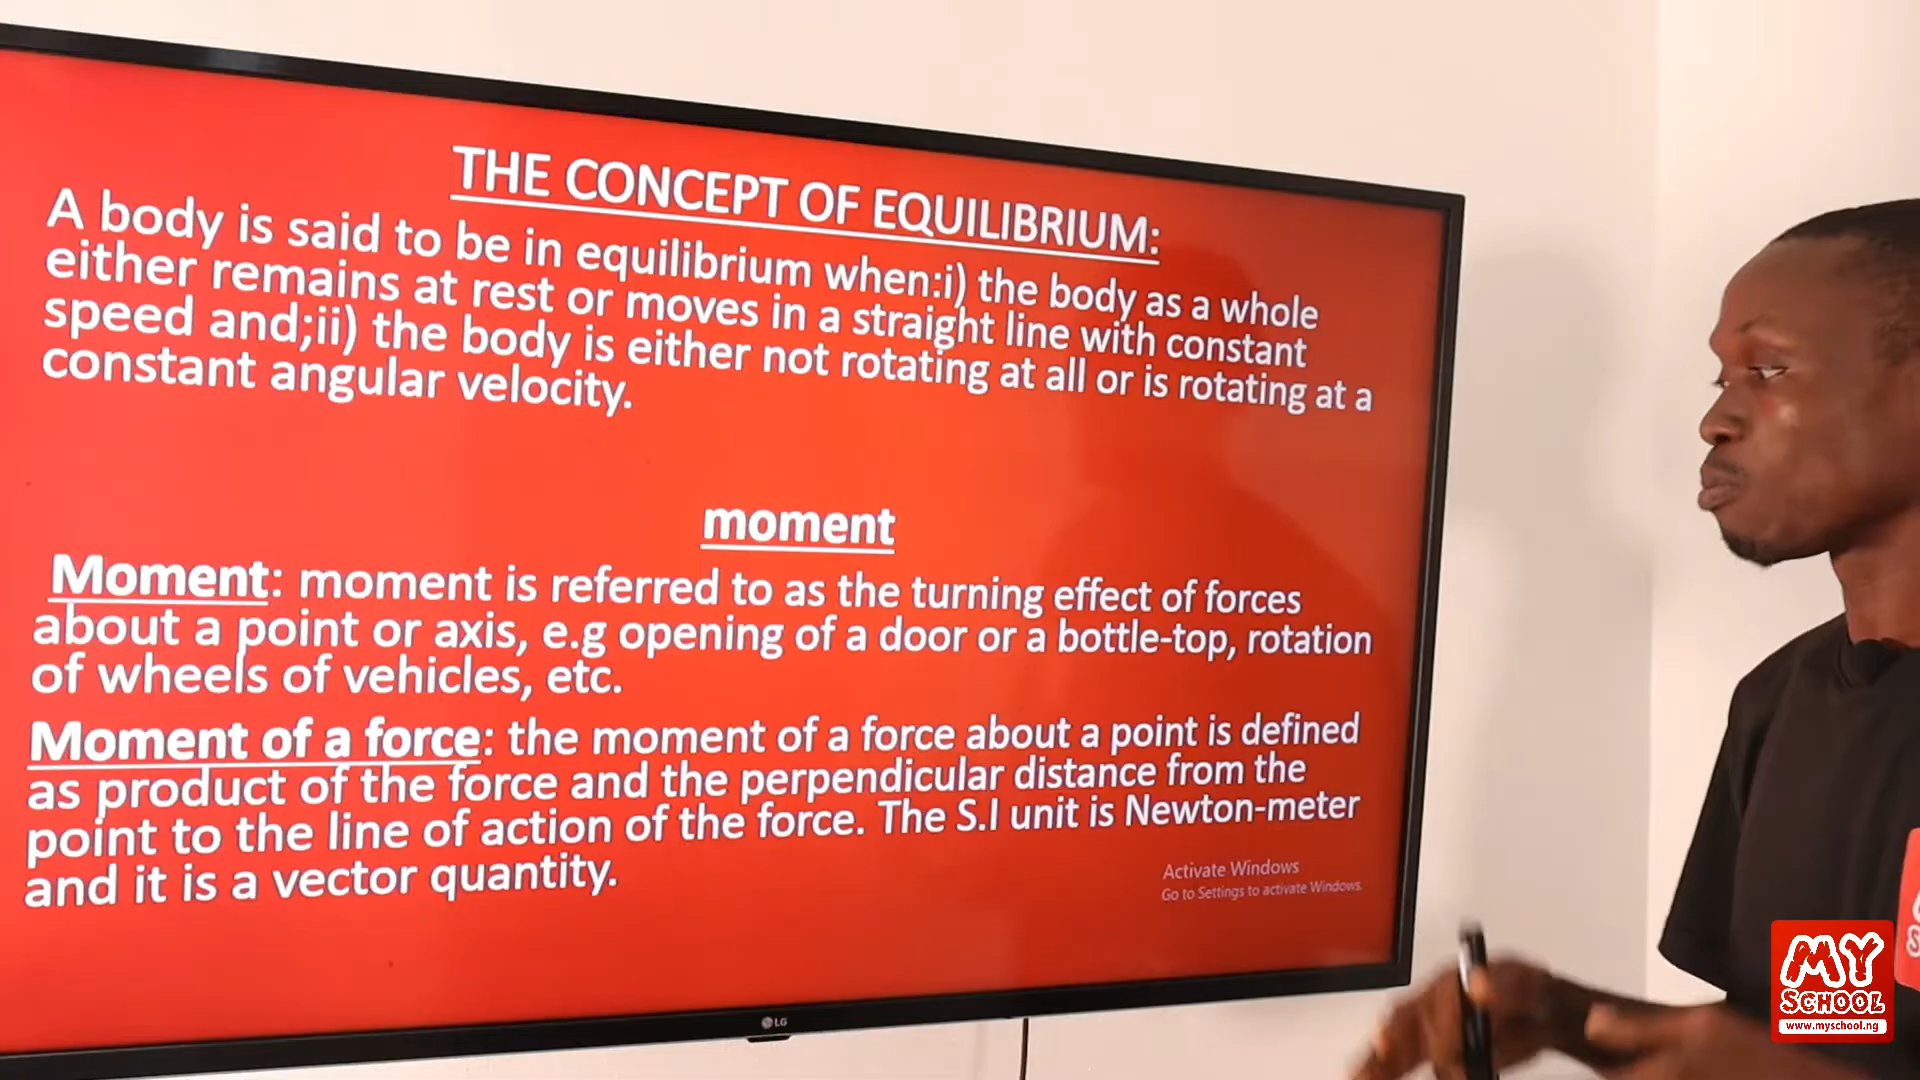 THE CONCEPT OF EQUILIBRIUM:
A body is said to be in equilibrium when:i) the body as a whole
either remains at rest or moves in a straight line with constant
speed and;ii) the body is either not rotating at all or is rotating at a
constant angular velocity.
moment
Moment: moment is referred to as the turning effect of forces
about a point or axis, e.g opening of a door or a bottle-top, rotation
of wheels of vehicles, etc.
Moment of a force: the moment of a force about a point is defined
as product of the force and the perpendicular distance from the
point to the line of action of the force. The S.I unit is Newton-meter
and it is a vector quantity.
Activate Windows
Go to Settings to activate Windows.
LG
MY
SCHOOL
www.myschool.ng